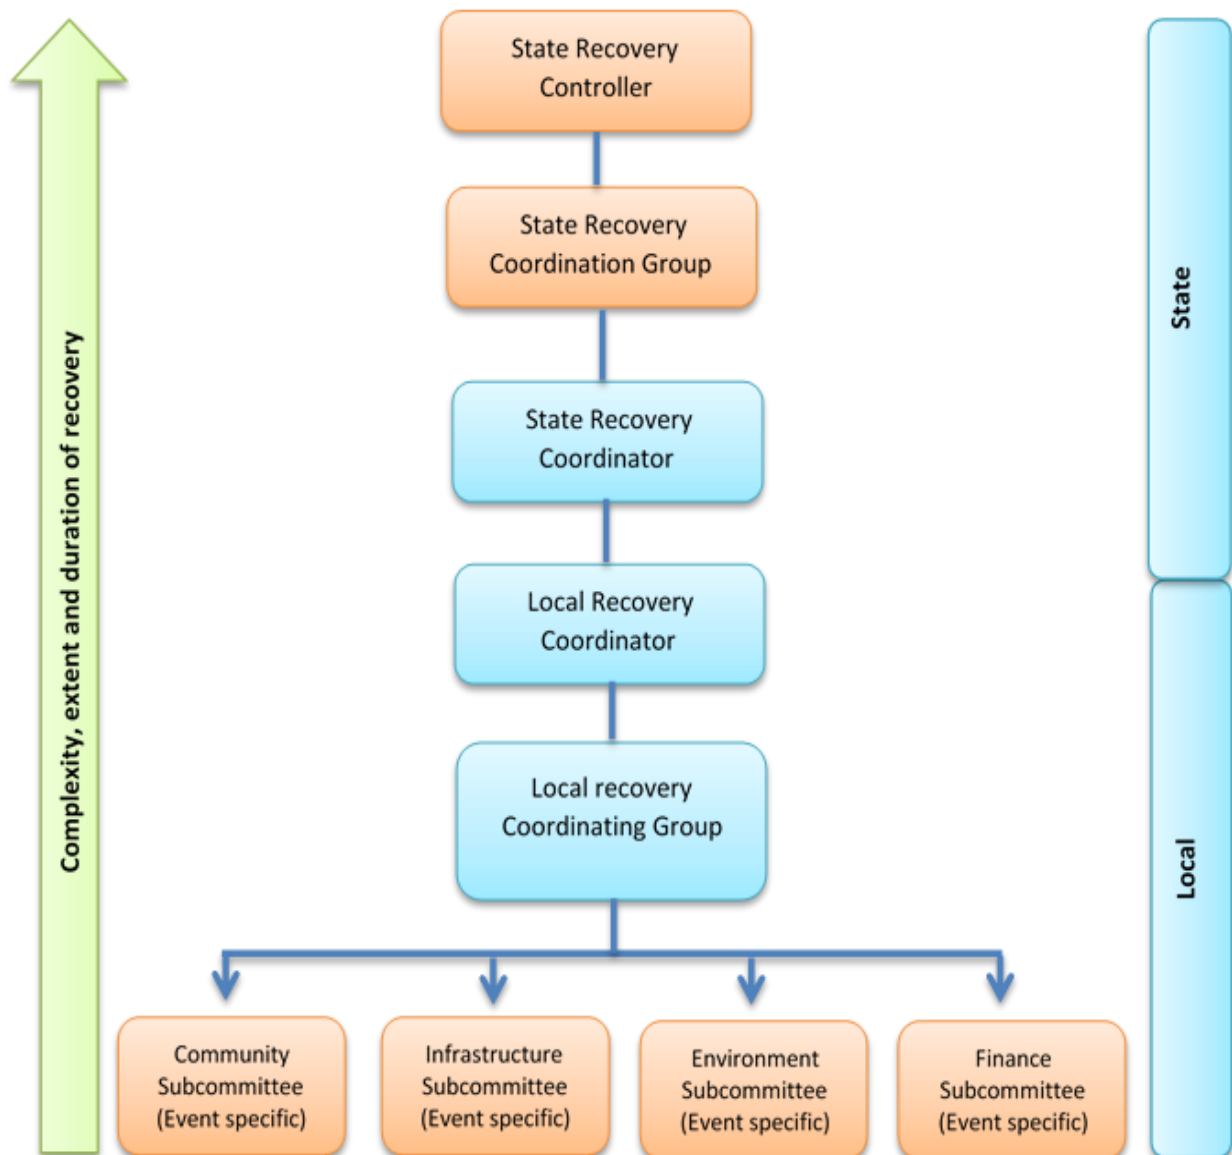 State Recovery
Controller
State Recovery
Coordination Group
State Recovery
Coordinator
Local Recovery
Coordinator
Local recovery
Coordinating Group
Community
Subcommittee
(Event specific)
Infrastructure
Subcommittee
(Event specific)
Environment
Subcommittee
(Event specific)
Finance
Subcommittee
(Event specific)
Complexity, extent and duration of recovery
State
Local